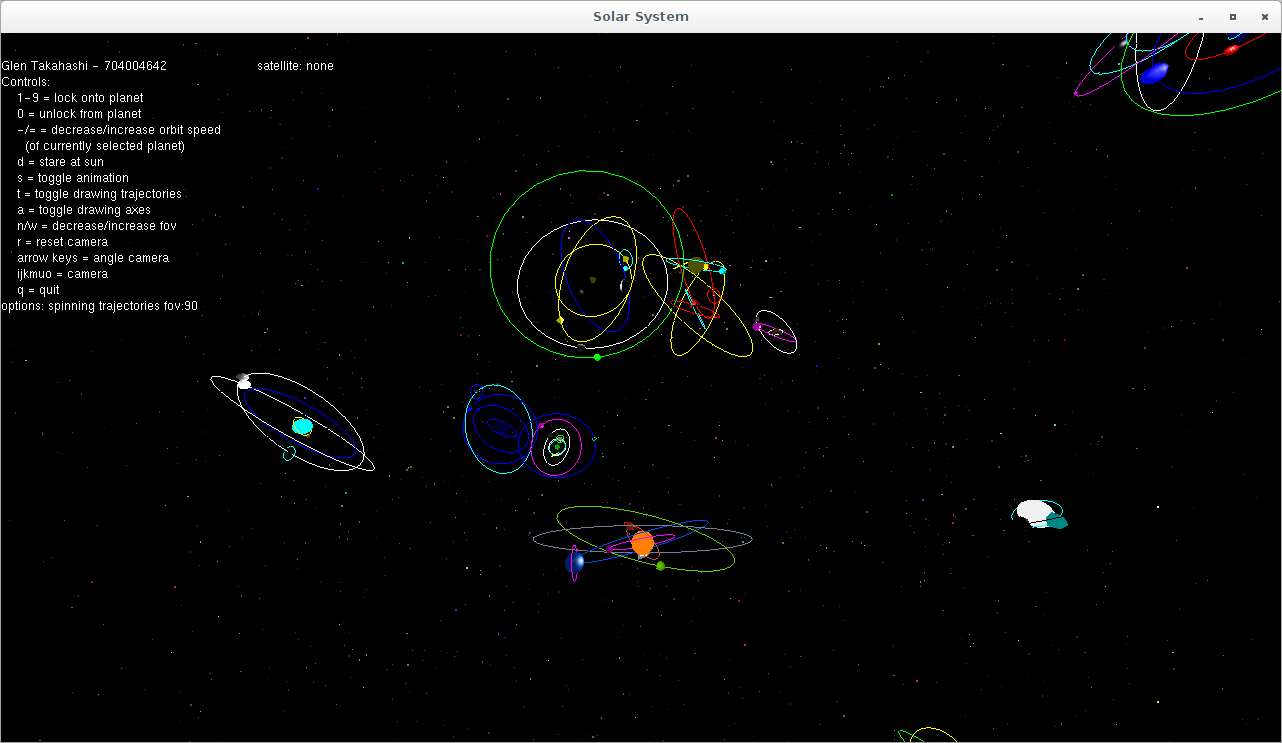 Solar System
Glen Takahashi - 704004642 satellite: none
Controls:
1-9 = lock onto planet
0 = unlock from planet
-/= = decrease/increase orbit speed
(of currently selected planet)
d = stare at sun
s = toggle animation
t = toggle drawing trajectories
a = toggle drawing axes
n/w = decrease/increase fov
r = reset camera
arrow keys = angle camera
ijkmuo = camera
q = quit
options: spinning trajectories fov:90